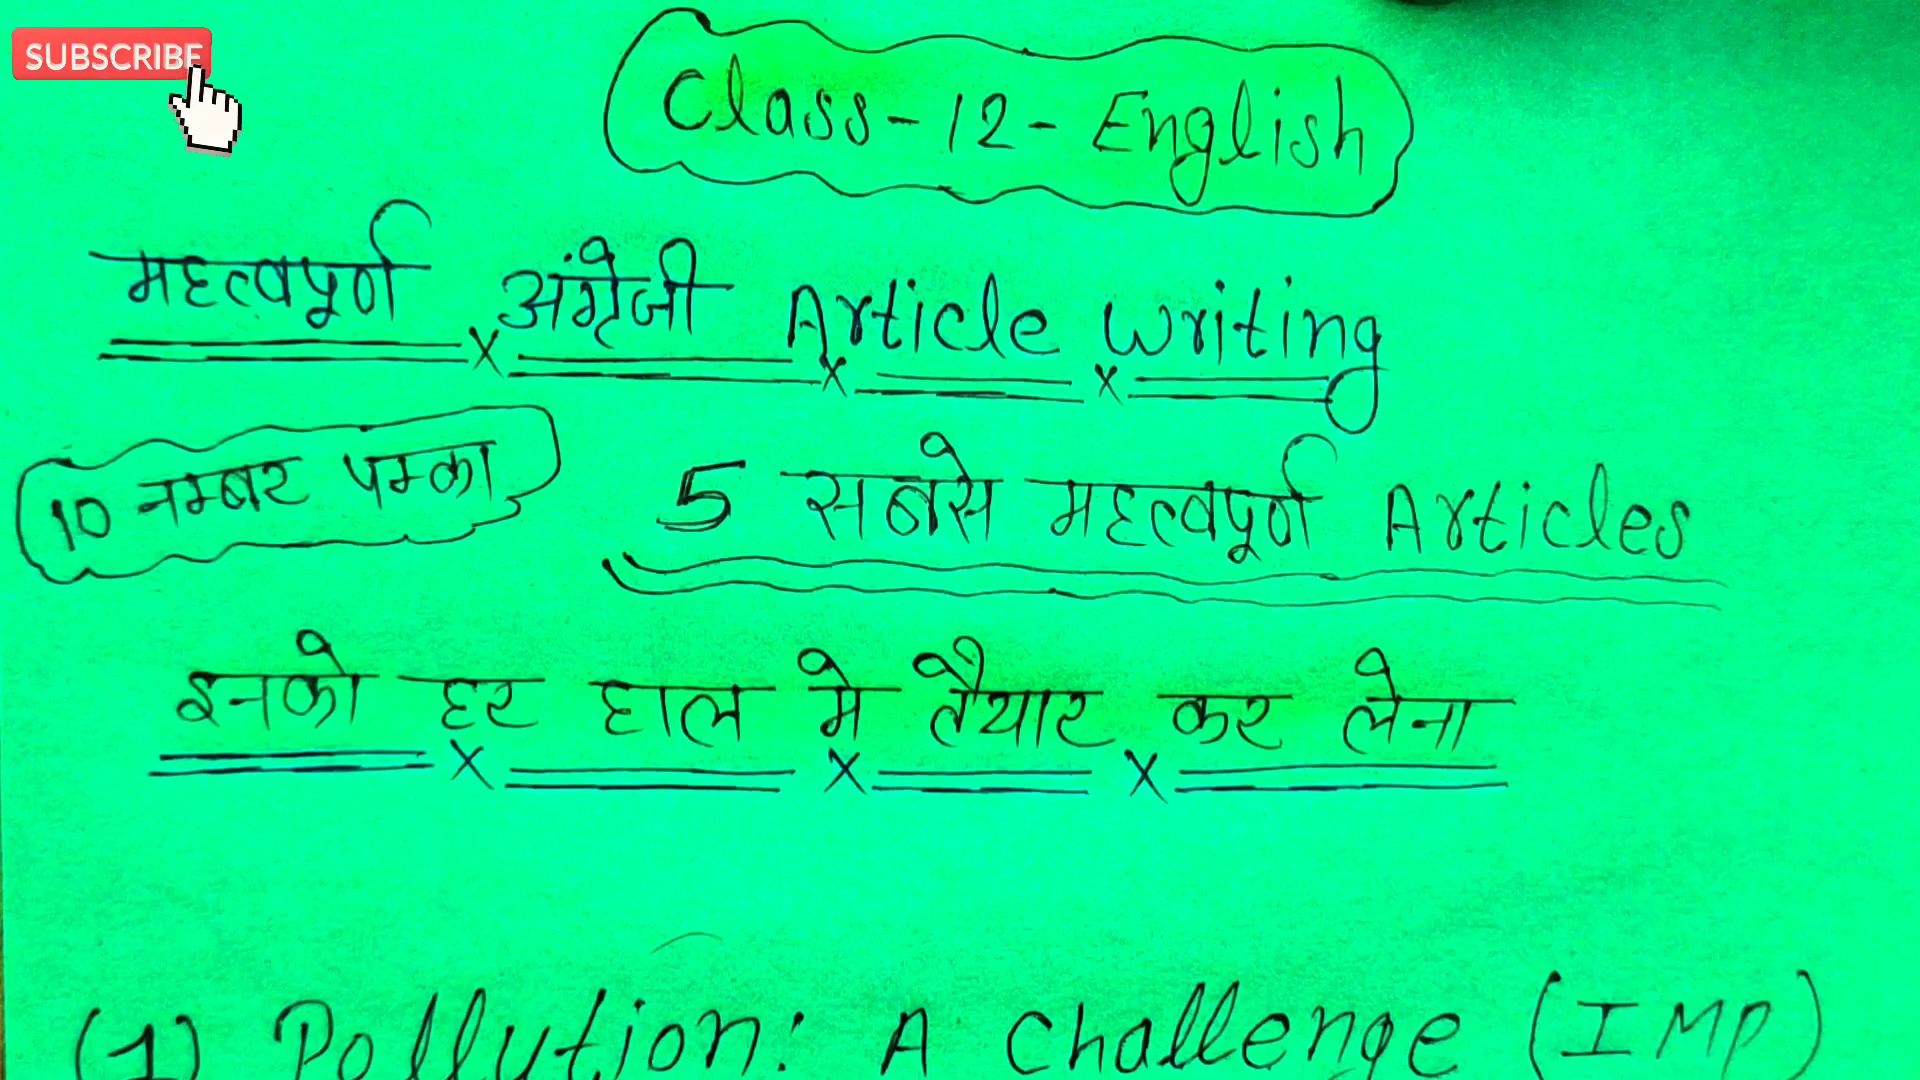 SUBSCRIBE
Class-12-English
महत्वपूर्ण अंग्रेजी Article writing
10 नम्बर पक्का
5 सबसे महत्वपूर्ण Articles
इनको हर हाल मे तैयार कर लेना
(1) Pollution: A challenge (IMP)